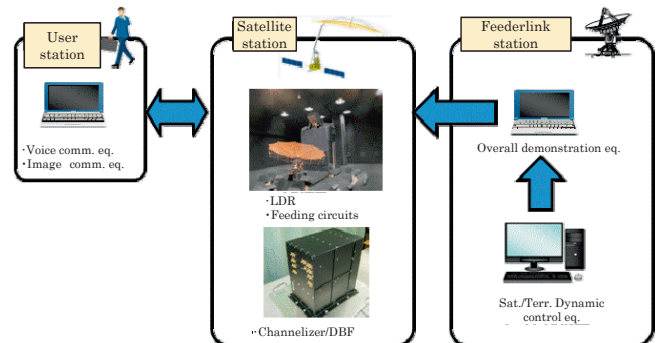 User
station
・Voice comm. eq.
・Image comm. eq.
Satellite
station
・LDR
・Feeding circuits
・Channelizer/DBF
Feederlink
station
Overall demonstration eq.
Sat./Terr. Dynamic
control eq.